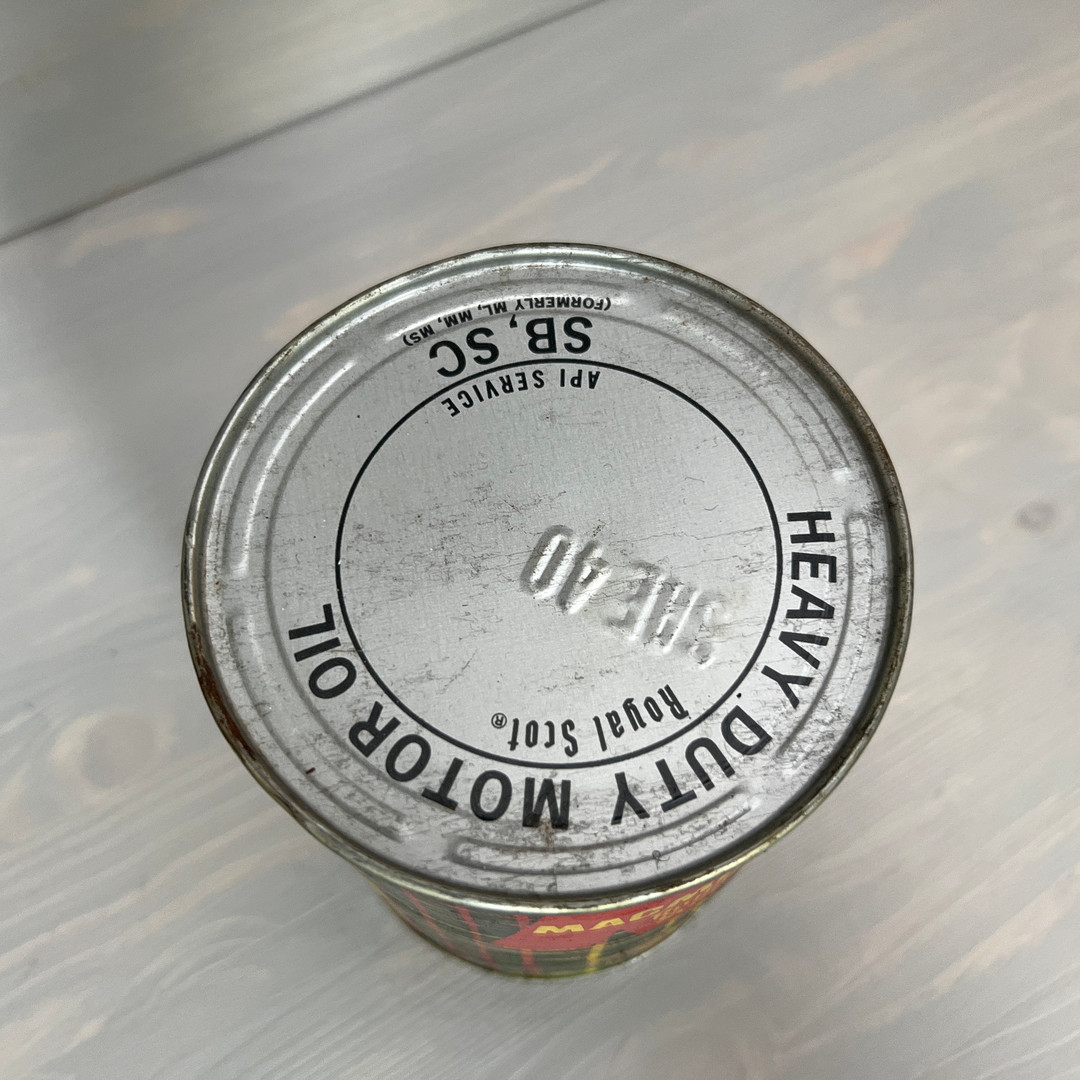 HEAVY DUTY MOTOR OIL
Royal Scot®
SAE 40
API SERVICE
SB, SC
(FORMERLY ML, MM, MS)